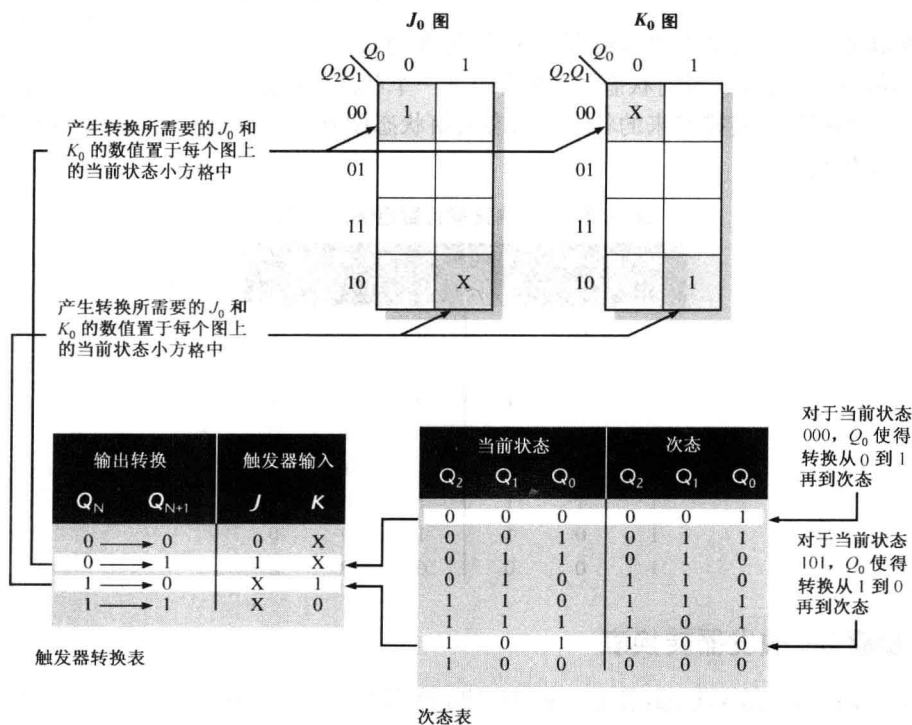 J₀ 图
K₀ 图
Q₀
Q₂Q₁
0 1
00 1
01
11
10 X
Q₀
Q₂Q₁
0 1
00 X
01
11
10 1
产生转换所需要的 J₀ 和
K₀ 的数值置于每个图上
的当前状态小方格中
产生转换所需要的 J₀ 和
K₀ 的数值置于每个图上
的当前状态小方格中
输出转换 触发器输入
Q_N Q_N+1 J K
0 → 0 0 X
0 → 1 1 X
1 → 0 X 1
1 → 1 X 0
触发器转换表
当前状态 次态
Q₂ Q₁ Q₀ Q₂ Q₁ Q₀
0 0 0 0 0 1
0 0 1 0 1 1
0 1 1 0 1 0
0 1 0 1 1 0
1 1 0 1 1 1
1 1 1 1 0 1
1 0 1 1 0 0
1 0 0 0 0 0
次态表
对于当前状态
000，Q₀ 使得
转换从 0 到 1
再到次态
对于当前状态
101，Q₀ 使得
转换从 1 到 0
再到次态